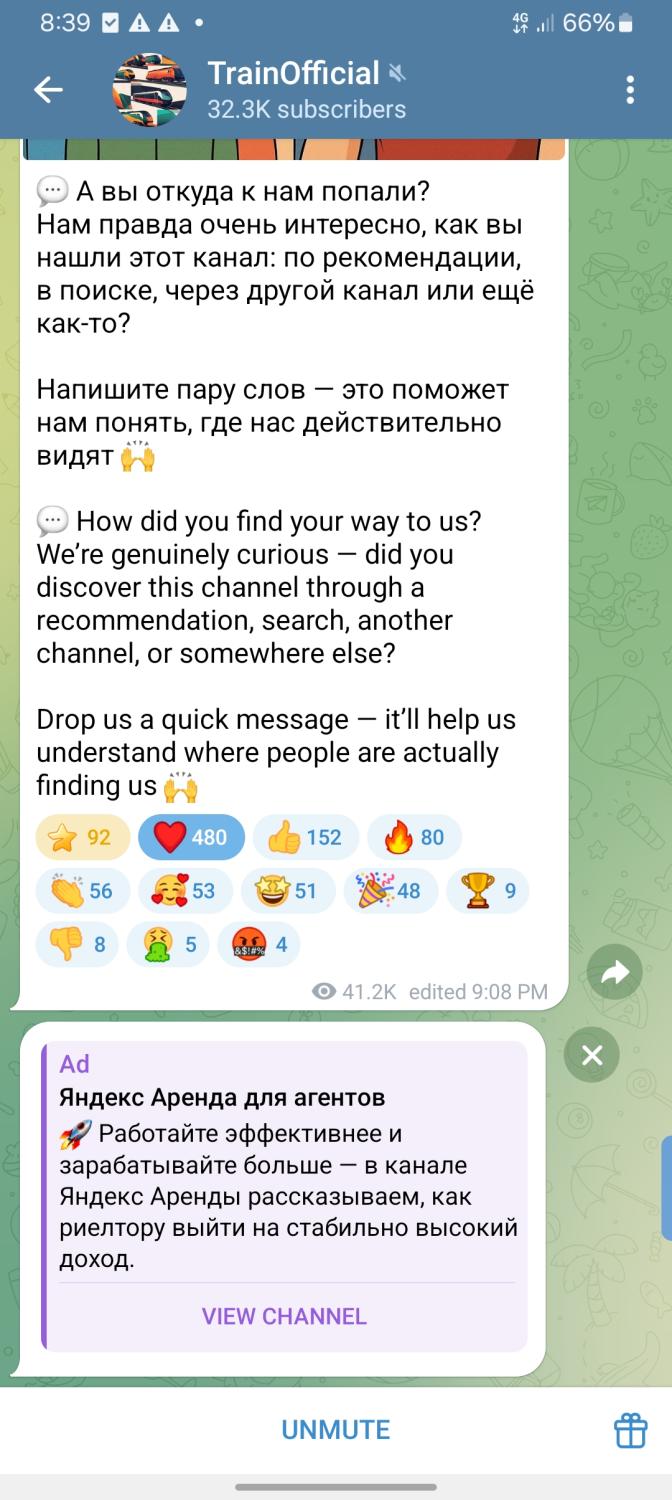 8:39
4G
66%
TrainOfficial
32.3K subscribers
💬 А вы откуда к нам попали?
Нам правда очень интересно, как вы
нашли этот канал: по рекомендации,
в поиске, через другой канал или ещё
как-то?
Напишите пару слов — это поможет
нам понять, где нас действительно
видят 🙌
💬 How did you find your way to us?
We’re genuinely curious — did you
discover this channel through a
recommendation, search, another
channel, or somewhere else?
Drop us a quick message — it’ll help us
understand where people are actually
finding us 🙌
⭐ 92 ❤️ 480 👍 152 🔥 80
👏 56 🥰 53 🤩 51 🎉 48 🏆 9
👎 8 🤮 5 🤬 4
41.2K edited 9:08 PM
Ad
Яндекс Аренда для агентов
🚀 Работайте эффективнее и
зарабатывайте больше — в канале
Яндекс Аренды рассказываем, как
риелтору выйти на стабильно высокий
доход.
VIEW CHANNEL
UNMUTE